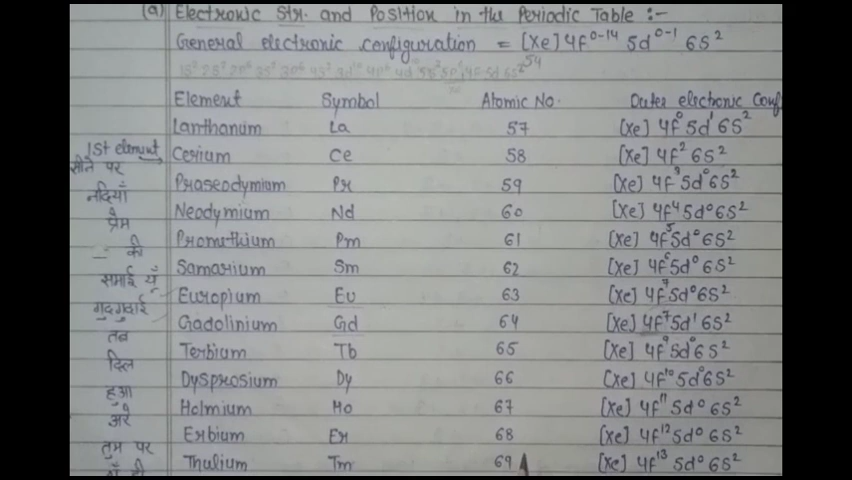 (a) Electronic Str. and Position in the Periodic Table :-
General electronic configuration = [Xe] 4f⁰⁻¹⁴ 5d⁰⁻¹ 6s²
Element Symbol Atomic No. Outer electronic Conf
Lanthanum La 57 [Xe] 4f⁰ 5d¹ 6s²
1st element, Cerium Ce 58 [Xe] 4f² 6s²
सीने पर Praseodymium Pr 59 [Xe] 4f³ 5d⁰ 6s²
नदियाँ Neodymium Nd 60 [Xe] 4f⁴ 5d⁰ 6s²
प्रेम की Promethium Pm 61 [Xe] 4f⁵ 5d⁰ 6s²
समाई यूँ Samarium Sm 62 [Xe] 4f⁶ 5d⁰ 6s²
गुदगुदाई Europium Eu 63 [Xe] 4f⁷ 5d⁰ 6s²
तब Gadolinium Gd 64 [Xe] 4f⁷ 5d¹ 6s²
दिल Terbium Tb 65 [Xe] 4f⁹ 5d⁰ 6s²
हुआ Dysprosium Dy 66 [Xe] 4f¹⁰ 5d⁰ 6s²
अरे Holmium Ho 67 [Xe] 4f¹¹ 5d⁰ 6s²
तुम पर Erbium Er 68 [Xe] 4f¹² 5d⁰ 6s²
Thulium Tm 69 [Xe] 4f¹³ 5d⁰ 6s²